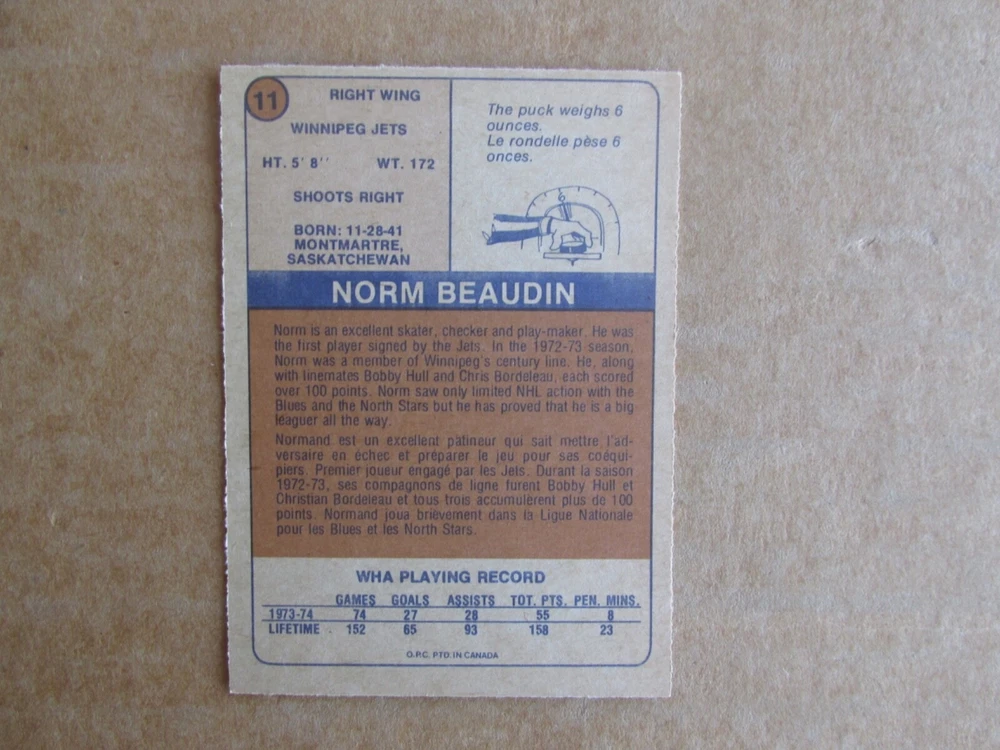 11
RIGHT WING
WINNIPEG JETS
HT. 5' 8'' WT. 172
SHOOTS RIGHT
BORN: 11-28-41
MONTMARTRE,
SASKATCHEWAN
The puck weighs 6
ounces.
Le rondelle pèse 6
onces.
6
NORM BEAUDIN
Norm is an excellent skater, checker and play-maker. He was
the first player signed by the Jets. In the 1972-73 season,
Norm was a member of Winnipeg's century line. He, along
with linemates Bobby Hull and Chris Bordeleau, each scored
over 100 points. Norm saw only limited NHL action with the
Blues and the North Stars but he has proved that he is a big
leaguer all the way.
Normand est un excellent patineur qui sait mettre l'ad-
versaire en échec et préparer le jeu pour ses coéqui-
piers. Premier joueur engagé par les Jets. Durant la saison
1972-73, ses compagnons de ligne furent Bobby Hull et
Christian Bordeleau et tous trois accumulèrent plus de 100
points. Normand joua brièvement dans la Ligue Nationale
pour les Blues et les North Stars.
WHA PLAYING RECORD
GAMES GOALS ASSISTS TOT. PTS. PEN. MINS.
1973-74 74 27 28 55 8
LIFETIME 152 65 93 158 23
O.P.C. PTD. IN CANADA